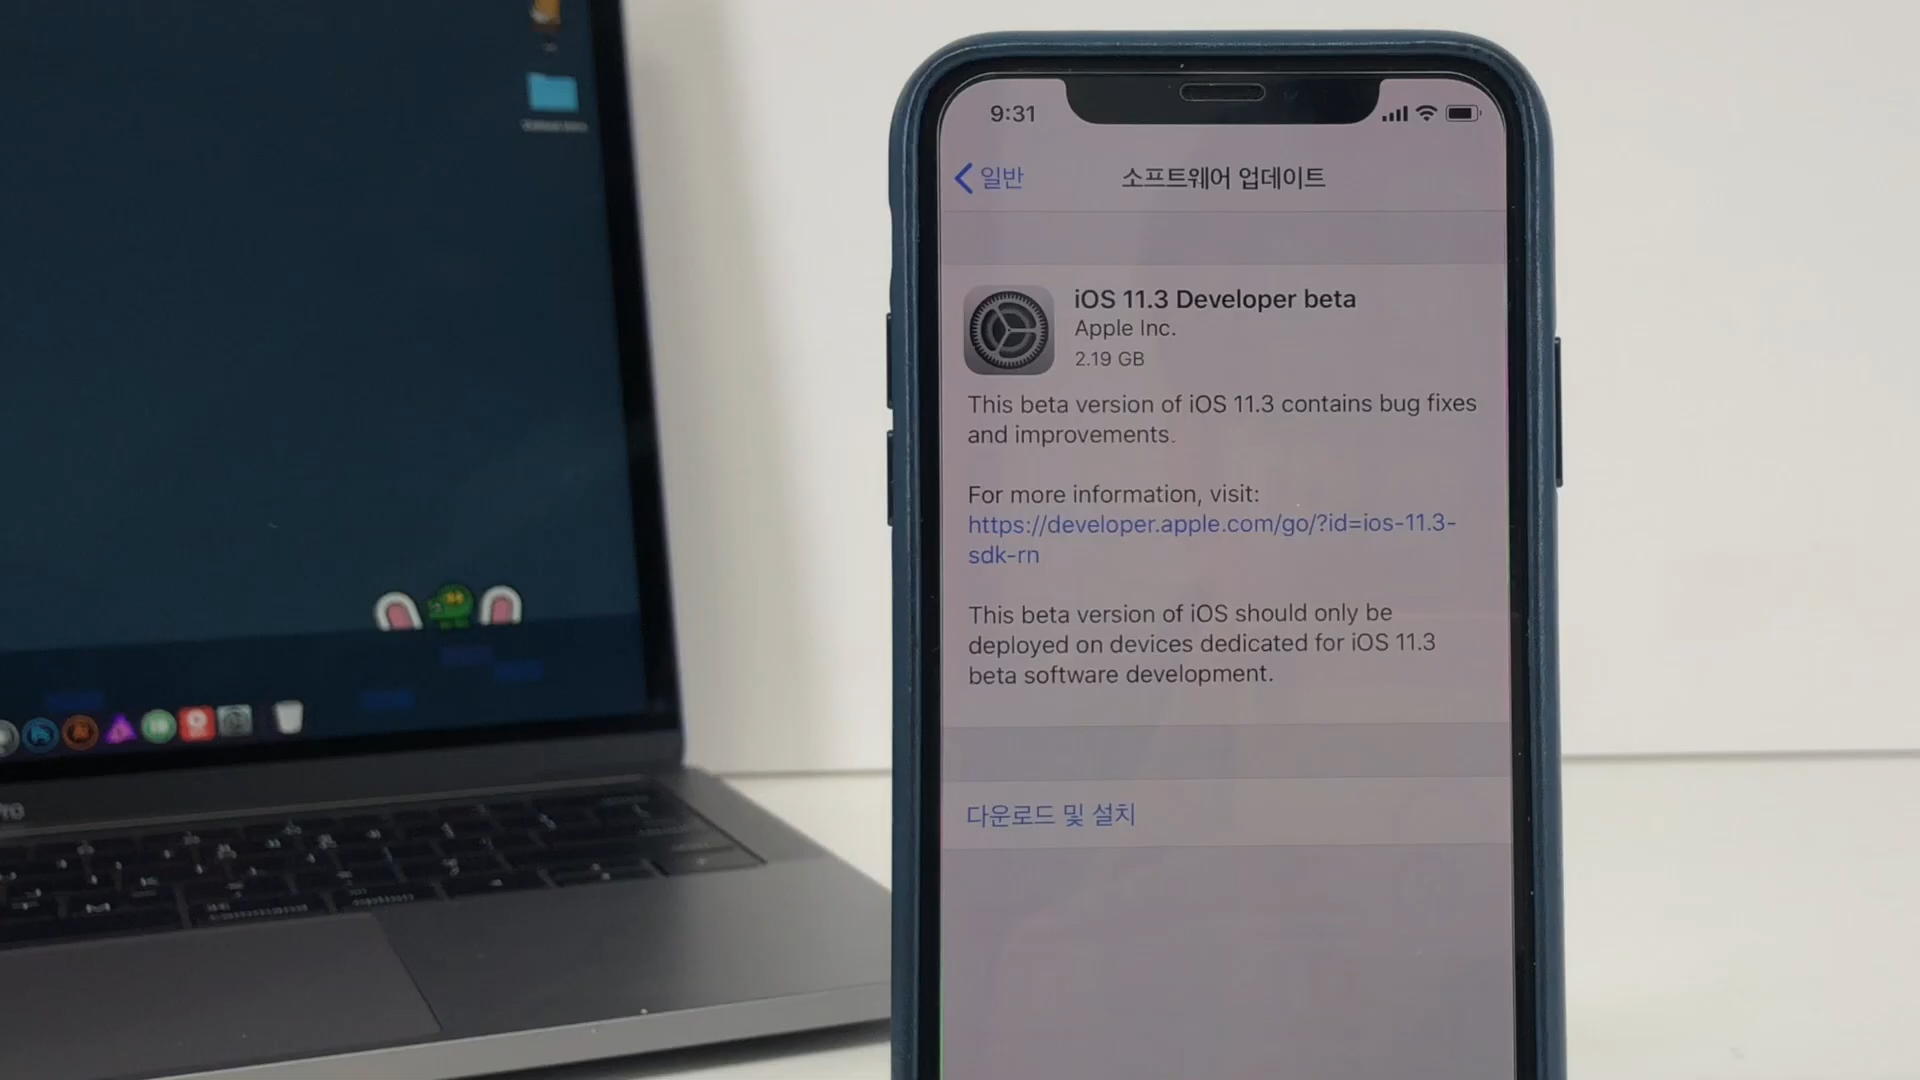 9:31
일반
소프트웨어 업데이트
iOS 11.3 Developer beta
Apple Inc.
2.19 GB
This beta version of iOS 11.3 contains bug fixes
and improvements.
For more information, visit:
https://developer.apple.com/go/?id=ios-11.3-
sdk-rn
This beta version of iOS should only be
deployed on devices dedicated for iOS 11.3
beta software development.
다운로드 및 설치